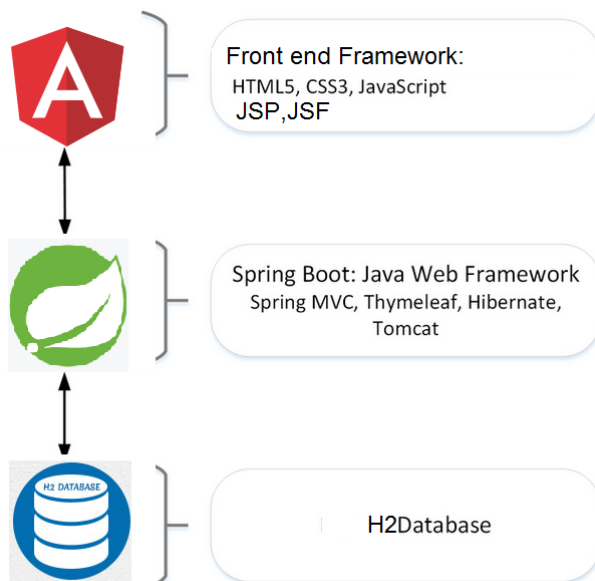 A
Front end Framework:
HTML5, CSS3, JavaScript
JSP,JSF
Spring Boot: Java Web Framework
Spring MVC, Thymeleaf, Hibernate,
Tomcat
H2 DATABASE
H2Database